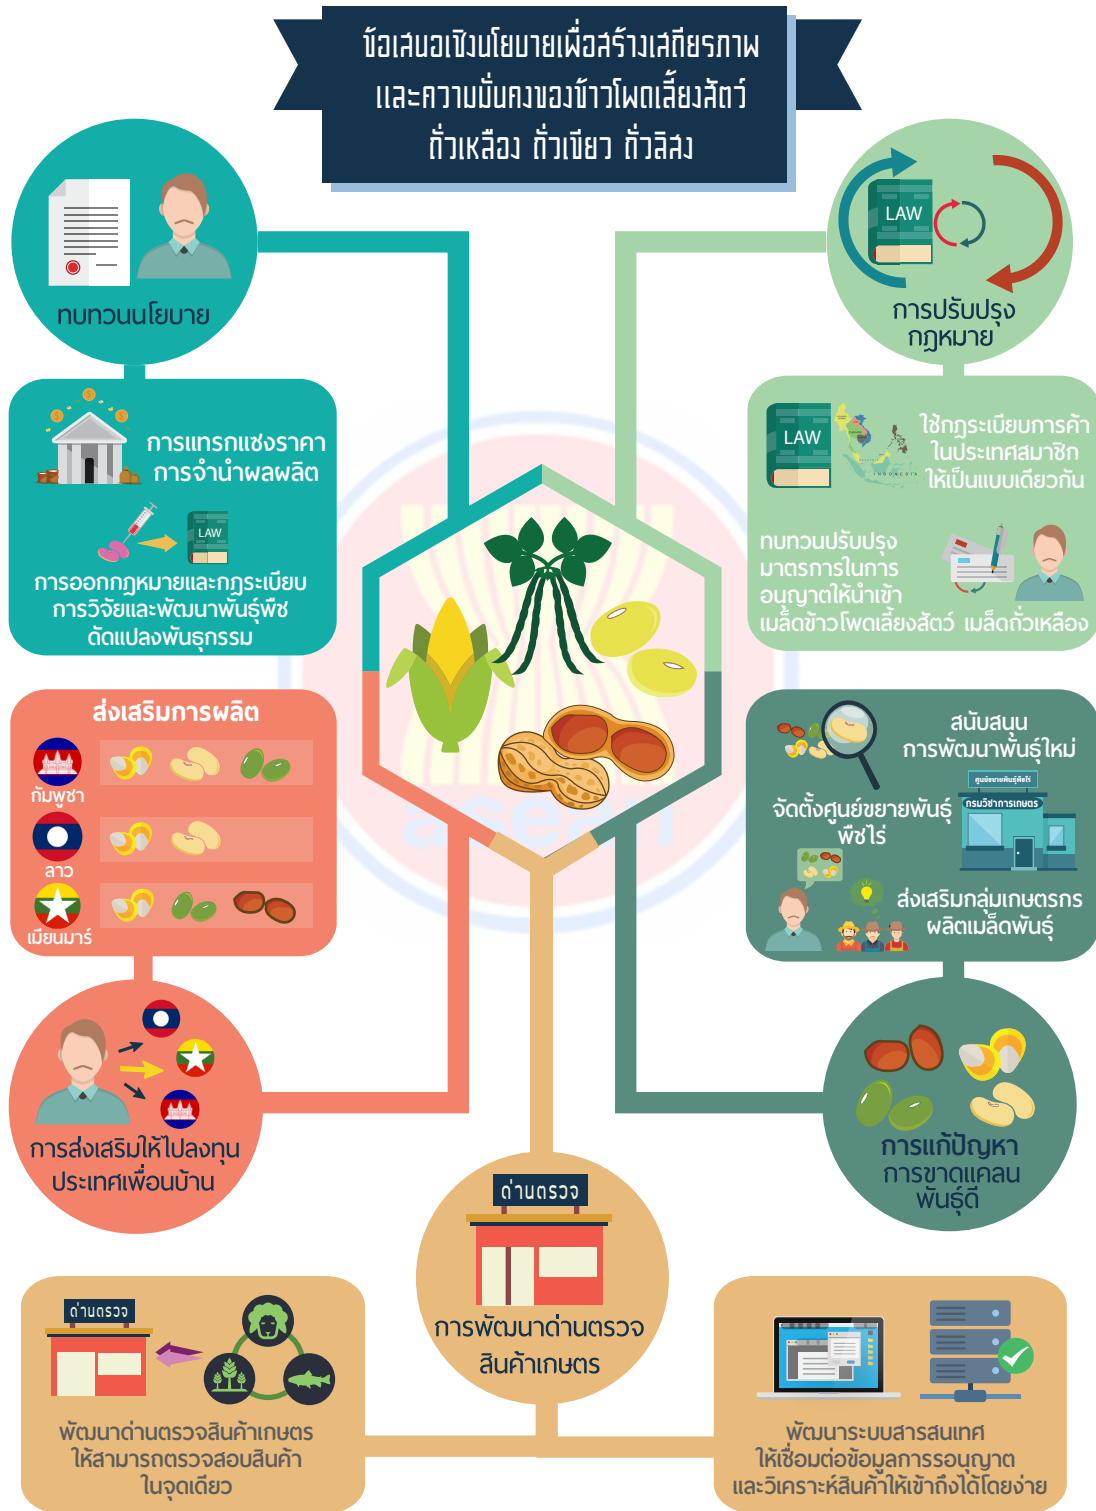 ข้อเสนอเชิงนโยบายเพื่อสร้างเสถียรภาพ
และความมั่นคงของข้าวโพดเลี้ยงสัตว์
ถั่วเหลือง ถั่วเขียว ถั่วลิสง
ทบทวนนโยบาย
การแทรกแซงราคา
การจำนำผลผลิต
LAW
การออกกฎหมายและกฎระเบียบ
การวิจัยและพัฒนาพันธุ์พืช
ดัดแปลงพันธุกรรม
LAW
การปรับปรุง
กฎหมาย
LAW
ใช้กฎระเบียบการค้า
ในประเทศสมาชิก
ให้เป็นแบบเดียวกัน
INDONESIA
ทบทวนปรับปรุง
มาตรการในการ
อนุญาตให้นำเข้า
เมล็ดข้าวโพดเลี้ยงสัตว์ เมล็ดถั่วเหลือง
asean
ส่งเสริมการผลิต
กัมพูชา
ลาว
เมียนมาร์
การส่งเสริมให้ไปลงทุน
ประเทศเพื่อนบ้าน
สนับสนุน
การพัฒนาพันธุ์ใหม่
ศูนย์ขยายพันธุ์พืชไร่
กรมวิชาการเกษตร
จัดตั้งศูนย์ขยายพันธุ์
พืชไร่
ส่งเสริมกลุ่มเกษตรกร
ผลิตเมล็ดพันธุ์
การแก้ปัญหา
การขาดแคลน
พันธุ์ดี
ด่านตรวจ
การพัฒนาด่านตรวจ
สินค้าเกษตร
ด่านตรวจ
พัฒนาด่านตรวจสินค้าเกษตร
ให้สามารถตรวจสอบสินค้า
ในจุดเดียว
พัฒนาระบบสารสนเทศ
ให้เชื่อมต่อข้อมูลการรอนุญาต
และวิเคราะห์สินค้าให้เข้าถึงได้โดยง่าย